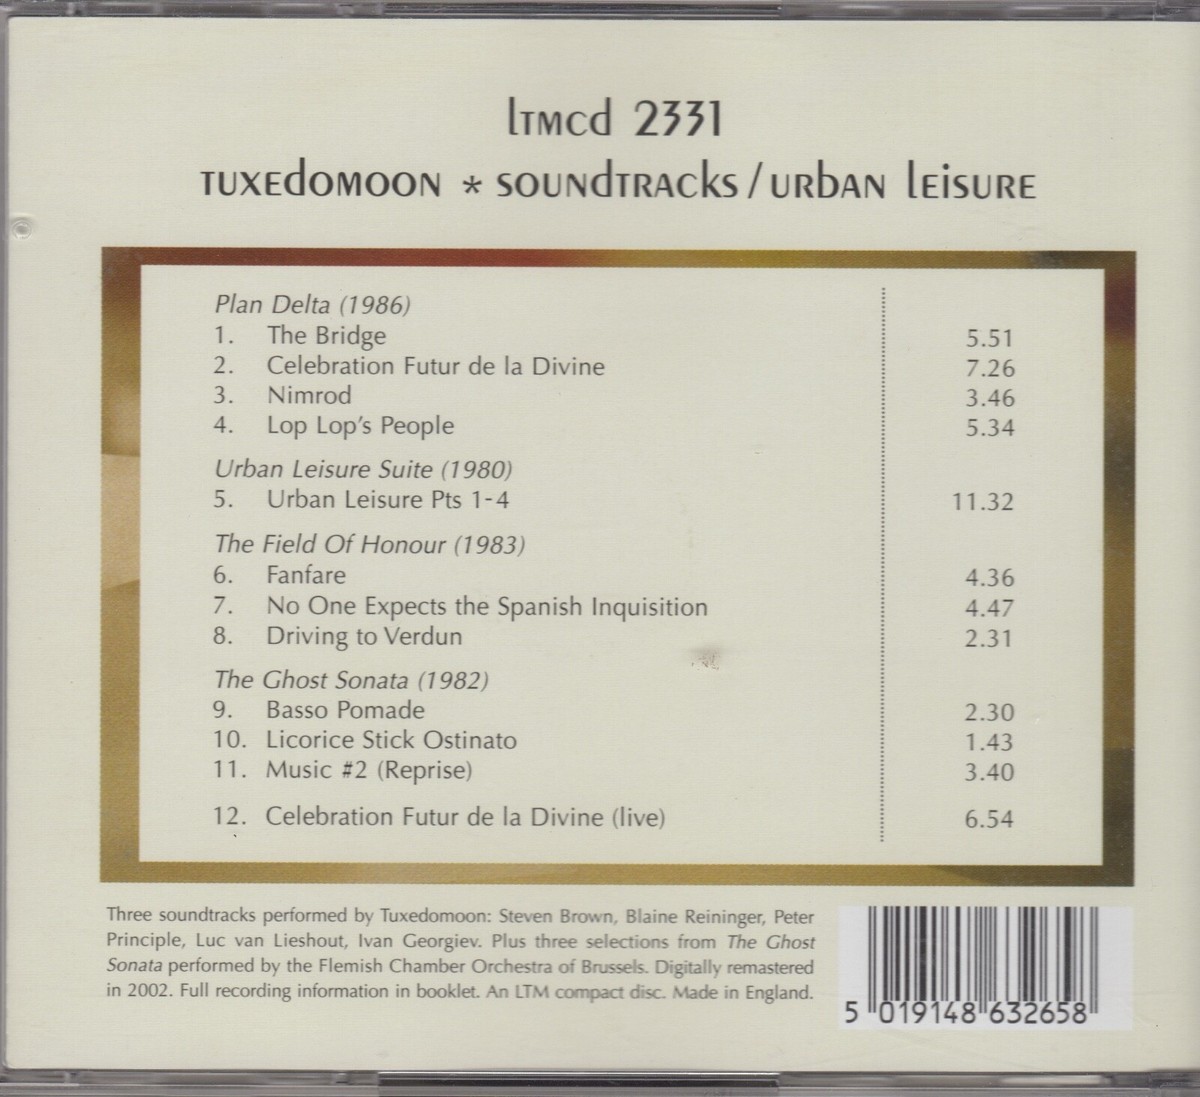 LTMCD 2331
TUXEDOMOON * SOUNDTRACKS / URBAN LEISURE
Plan Delta (1986)
1. The Bridge 5.51
2. Celebration Futur de la Divine 7.26
3. Nimrod 3.46
4. Lop Lop's People 5.34
Urban Leisure Suite (1980)
5. Urban Leisure Pts 1-4 11.32
The Field Of Honour (1983)
6. Fanfare 4.36
7. No One Expects the Spanish Inquisition 4.47
8. Driving to Verdun 2.31
The Ghost Sonata (1982)
9. Basso Pomade 2.30
10. Licorice Stick Ostinato 1.43
11. Music #2 (Reprise) 3.40
12. Celebration Futur de la Divine (live) 6.54
Three soundtracks performed by Tuxedomoon: Steven Brown, Blaine Reininger, Peter
Principle, Luc van Lieshout, Ivan Georgiev. Plus three selections from The Ghost
Sonata performed by the Flemish Chamber Orchestra of Brussels. Digitally remastered
in 2002. Full recording information in booklet. An LTM compact disc. Made in England.
5 019148 632658